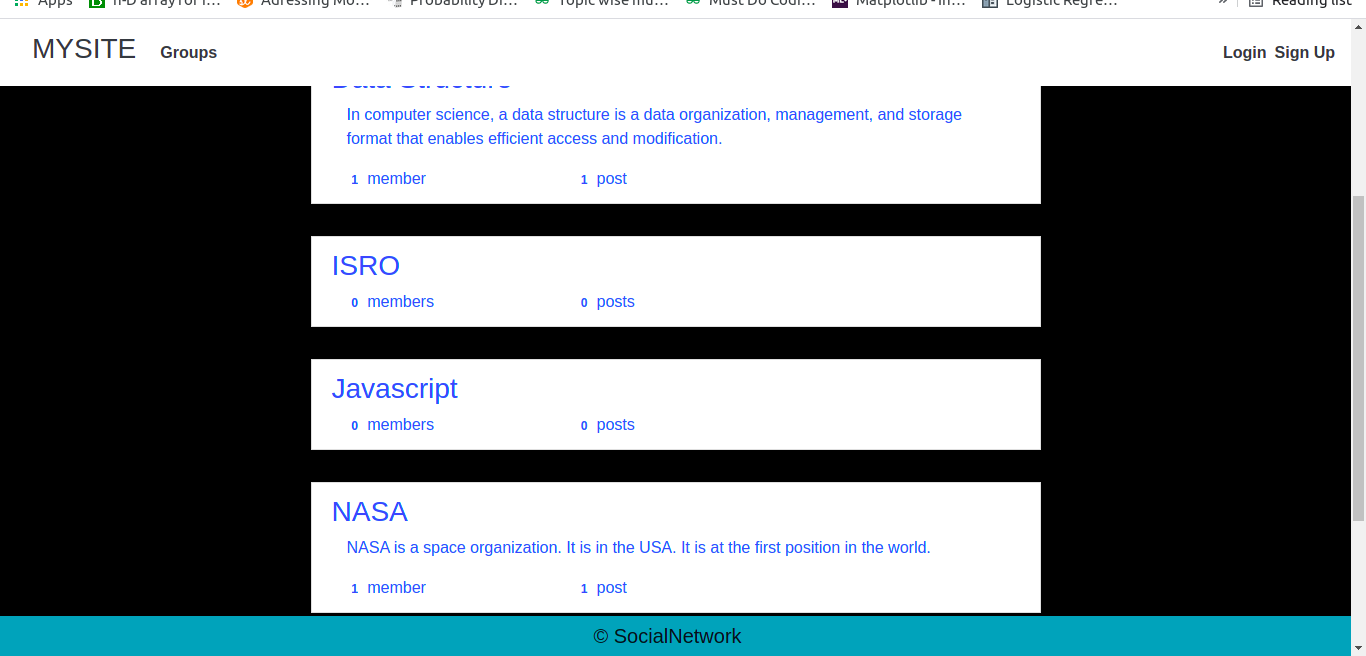 Apps n-D array for i... Adressing Mo... Probability Di... Topic wise mu... Must Do Codi... Matplotlib - In... Logistic Regre... » Reading list
MYSITE Groups Login Sign Up
Data Structure
In computer science, a data structure is a data organization, management, and storage
format that enables efficient access and modification.
1 member 1 post
ISRO
0 members 0 posts
Javascript
0 members 0 posts
NASA
NASA is a space organization. It is in the USA. It is at the first position in the world.
1 member 1 post
© SocialNetwork